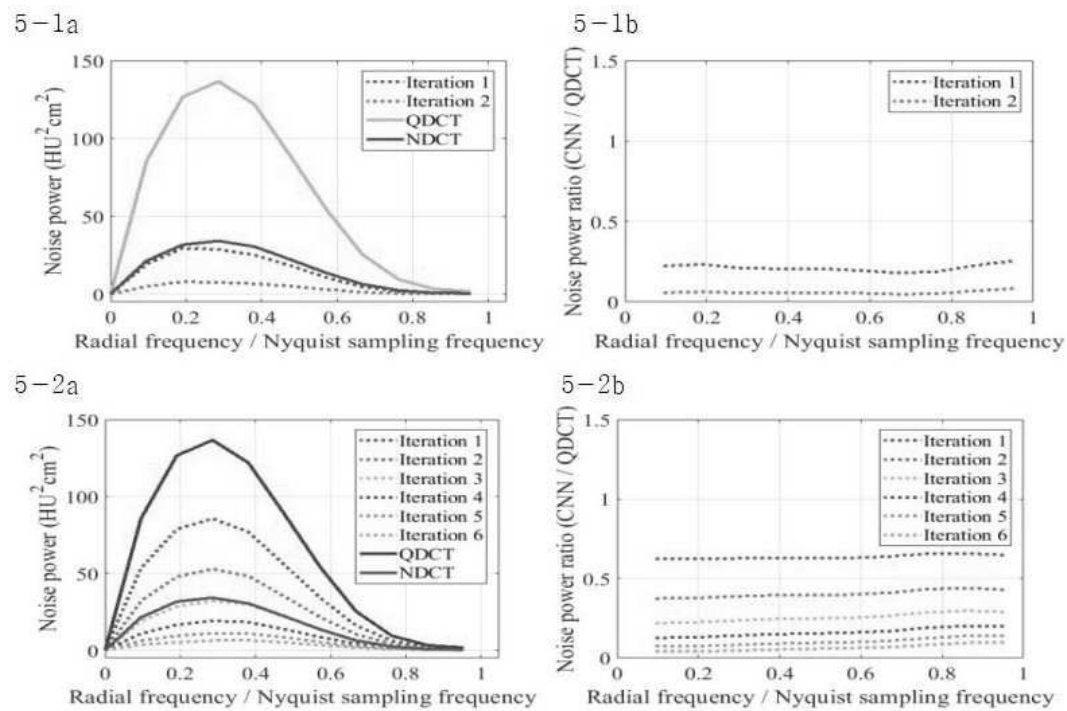 5-1a
5-1b
Noise power (HU²cm²)
150
100
50
0
Iteration 1
Iteration 2
QDCT
NDCT
0 0.2 0.4 0.6 0.8 1
Radial frequency / Nyquist sampling frequency
Noise power ratio (CNN / QDCT)
1.5
1
0.5
0
Iteration 1
Iteration 2
0 0.2 0.4 0.6 0.8 1
Radial frequency / Nyquist sampling frequency
5-2a
5-2b
Noise power (HU²cm²)
150
100
50
0
Iteration 1
Iteration 2
Iteration 3
Iteration 4
Iteration 5
Iteration 6
QDCT
NDCT
0 0.2 0.4 0.6 0.8 1
Radial frequency / Nyquist sampling frequency
Noise power ratio (CNN / QDCT)
1.5
1
0.5
0
Iteration 1
Iteration 2
Iteration 3
Iteration 4
Iteration 5
Iteration 6
0 0.2 0.4 0.6 0.8 1
Radial frequency / Nyquist sampling frequency